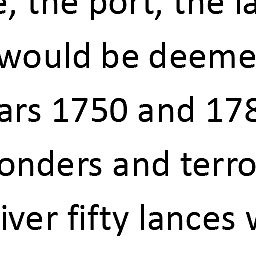 , the port, the la
would be deeme
ars 1750 and 178
onders and terro
iver fifty lances